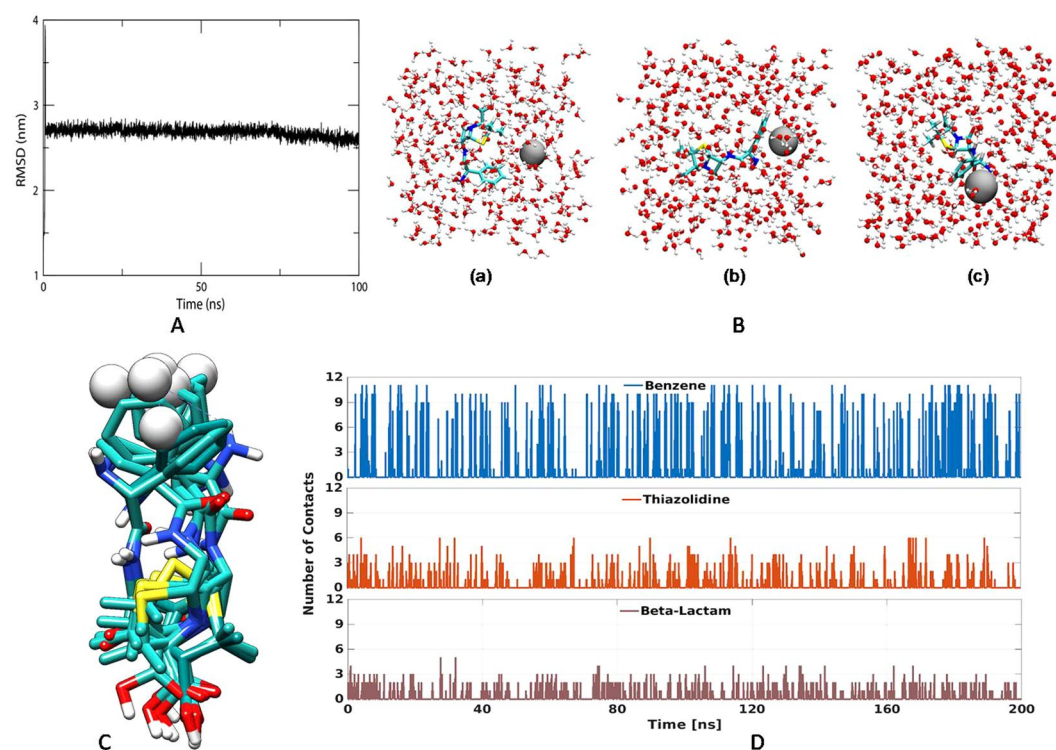 4
3
2
1
RMSD (nm)
0
50
100
Time (ns)
A
(a)
(b)
(c)
B
C
12
9
6
3
0
Benzene
12
9
6
3
0
Thiazolidine
12
9
6
3
0
Beta-Lactam
Number of Contacts
0
40
80
120
160
200
Time [ns]
D